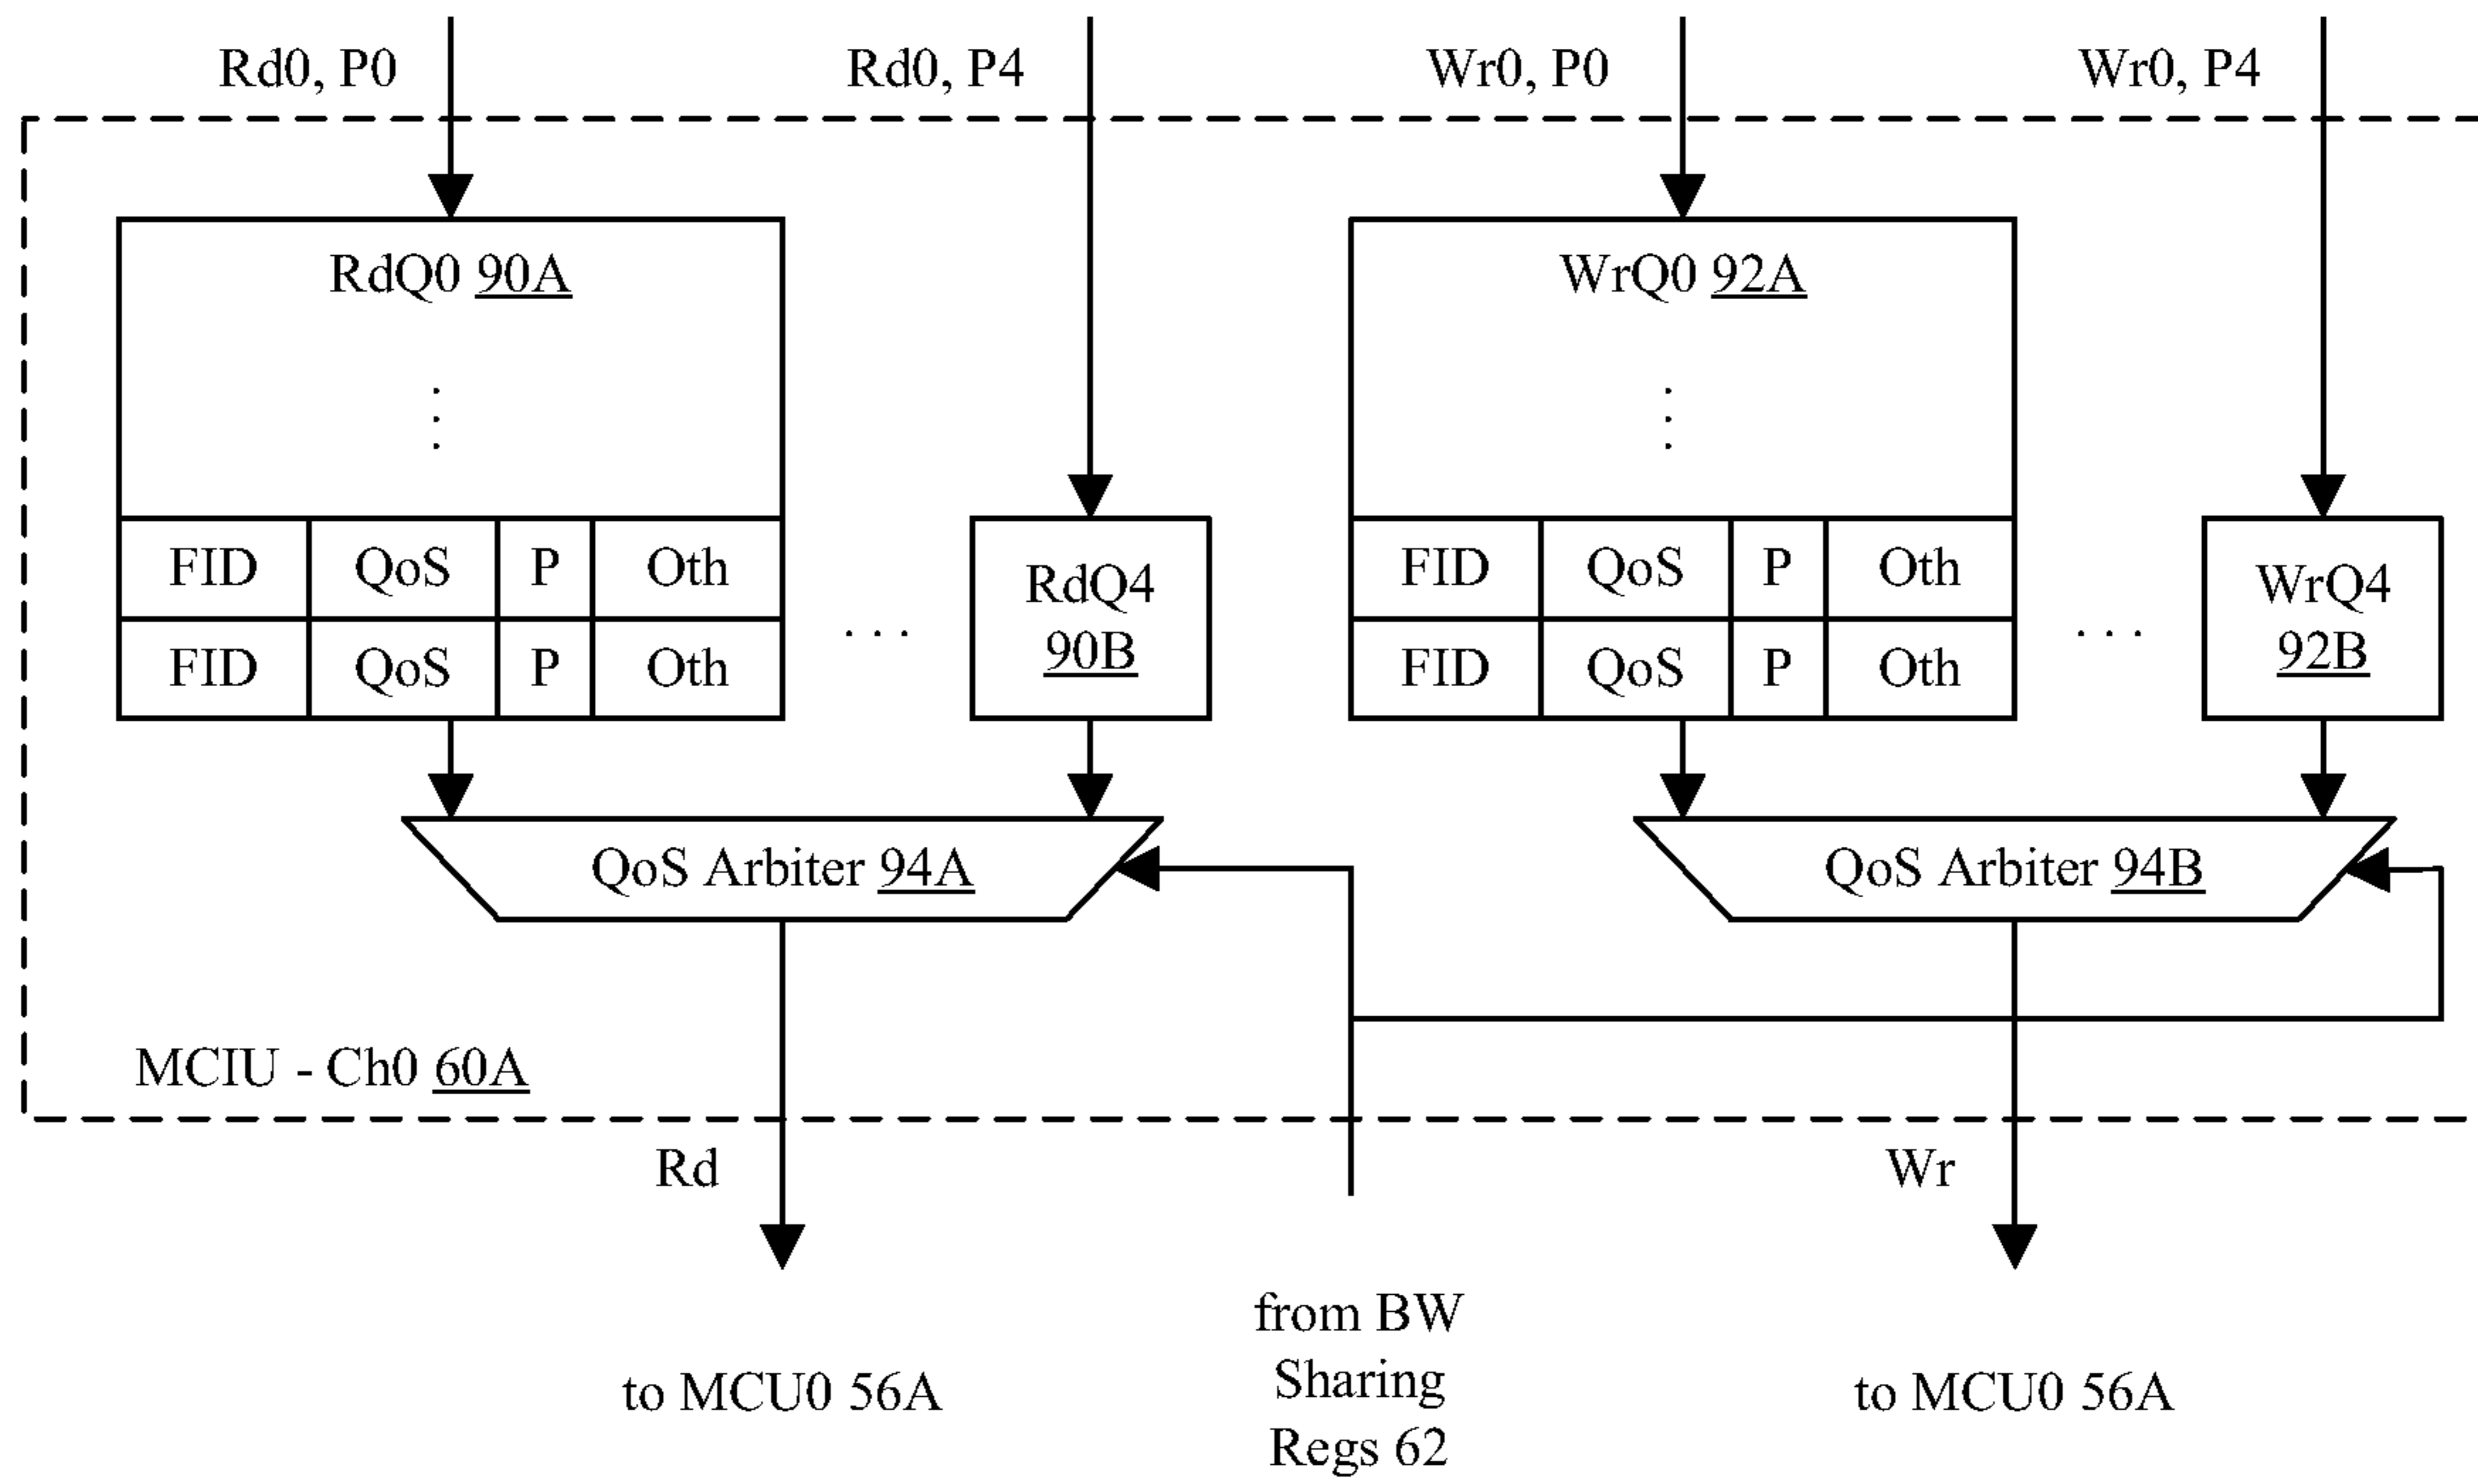 Rd0, P0
Rd0, P4
Wr0, P0
Wr0, P4
RdQ0 90A
WrQ0 92A
FID QoS P Oth
FID QoS P Oth
RdQ4
90B
FID QoS P Oth
FID QoS P Oth
WrQ4
92B
QoS Arbiter 94A
QoS Arbiter 94B
MCIU - Ch0 60A
Rd
Wr
to MCU0 56A
from BW
Sharing
Regs 62
to MCU0 56A